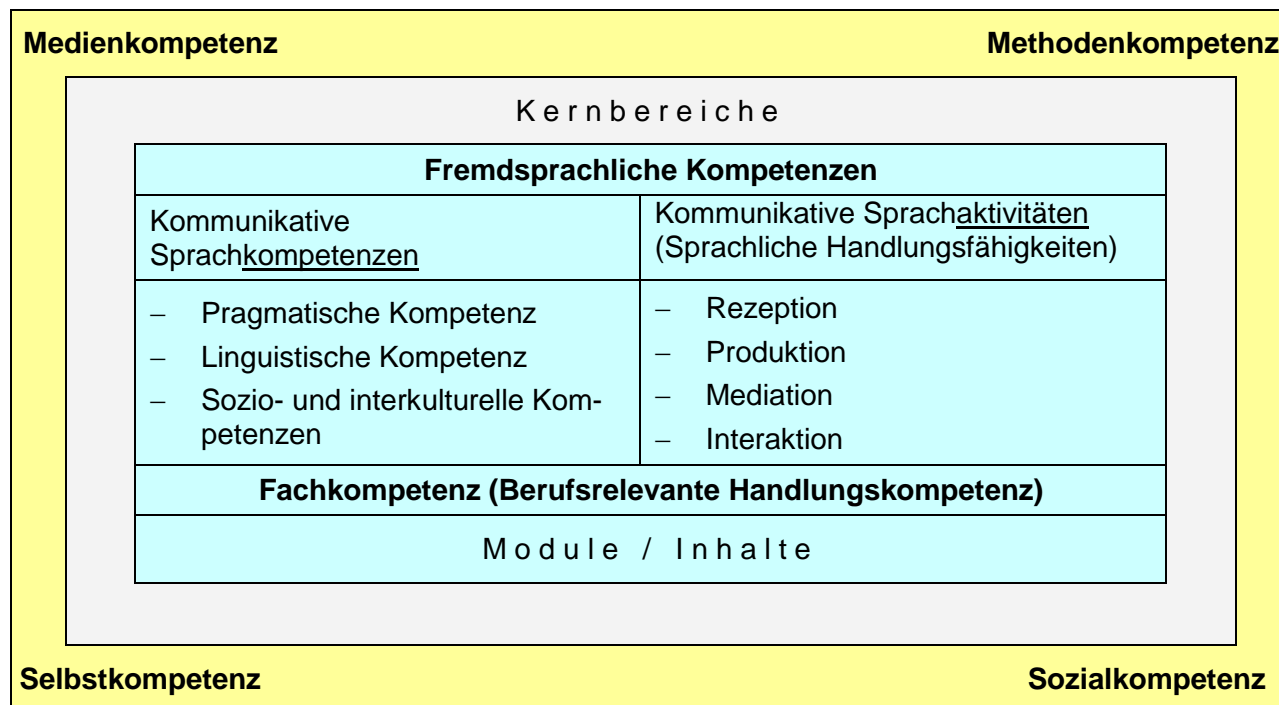 Medienkompetenz
Methodenkompetenz
Kernbereiche
Fremdsprachliche Kompetenzen
Kommunikative
Sprachkompetenzen
Kommunikative Sprachaktivitäten
(Sprachliche Handlungsfähigkeiten)
– Pragmatische Kompetenz
– Linguistische Kompetenz
– Sozio- und interkulturelle Kom-
petenzen
– Rezeption
– Produktion
– Mediation
– Interaktion
Fachkompetenz (Berufsrelevante Handlungskompetenz)
Module / Inhalte
Selbstkompetenz
Sozialkompetenz